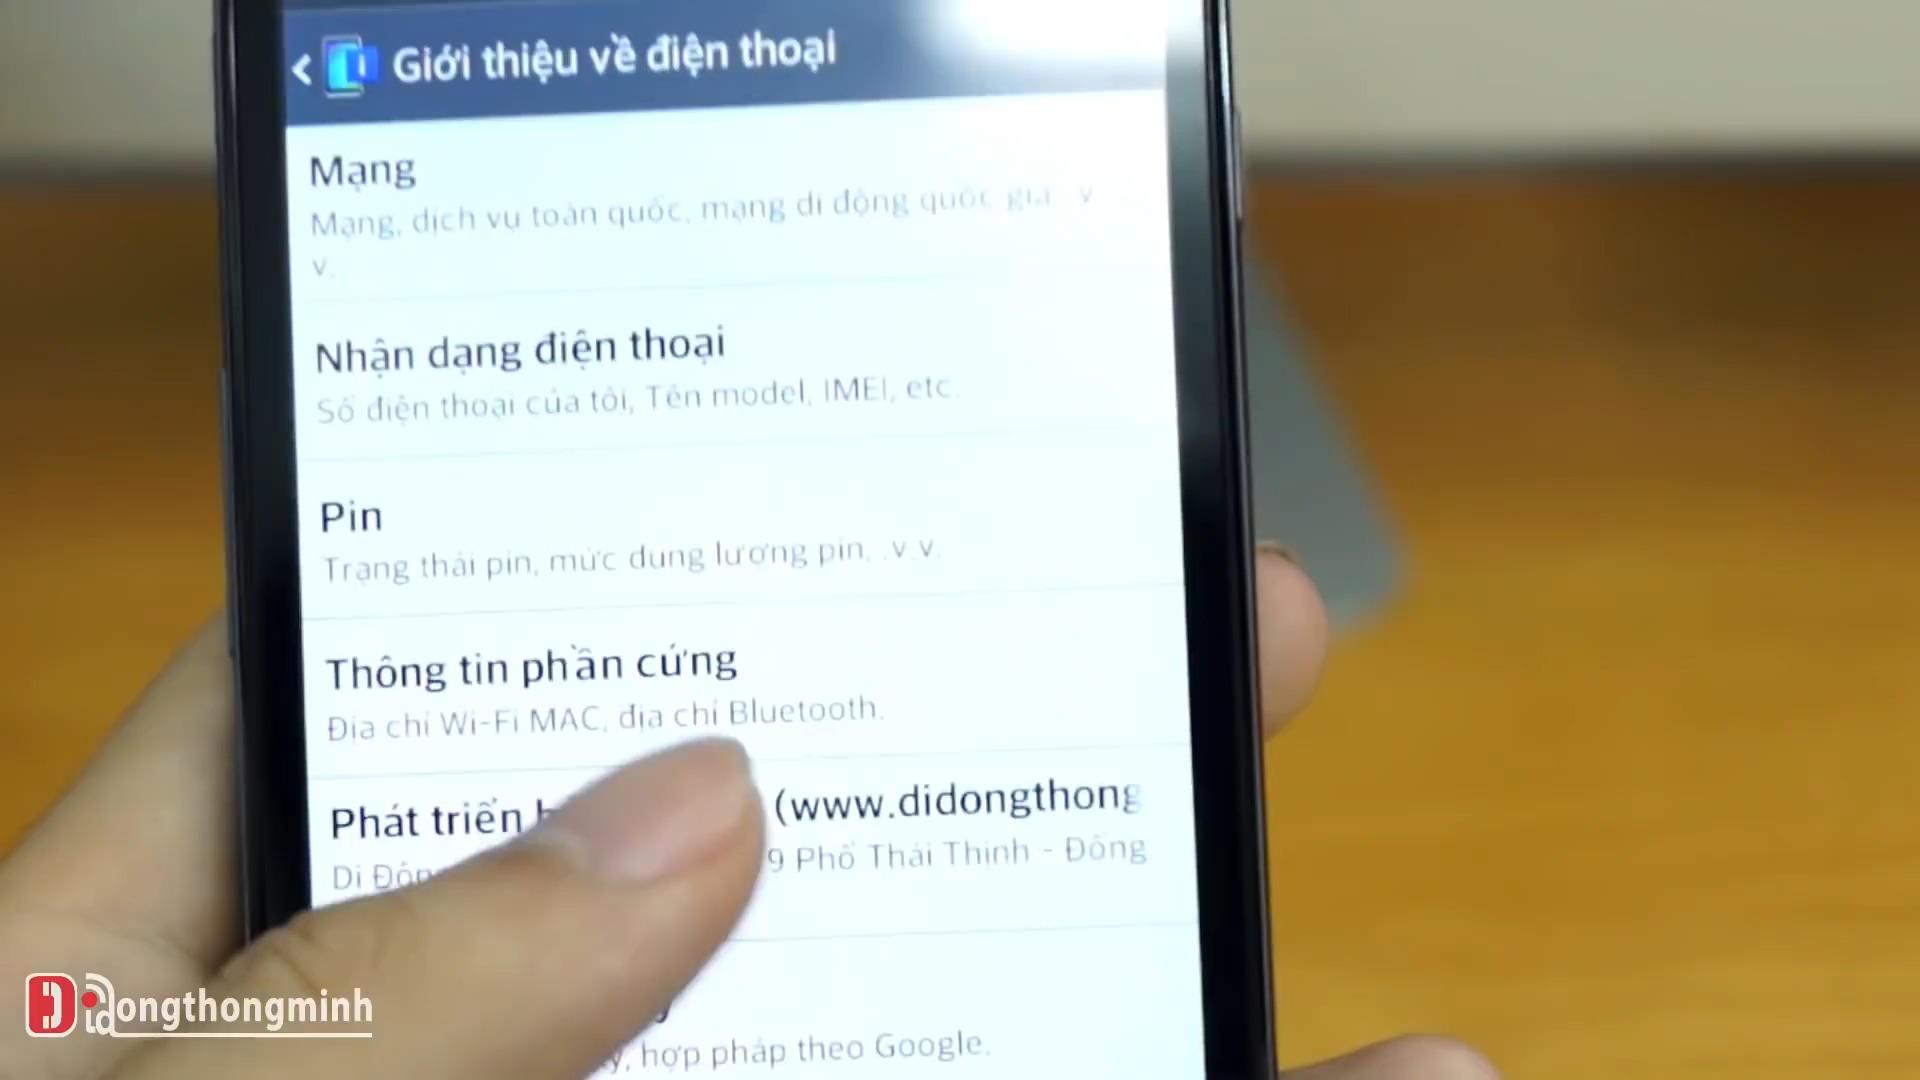 Giới thiệu về điện thoại
Mạng
Mạng, dịch vụ toàn quốc, mạng di động quốc gia .v
v.
Nhận dạng điện thoại
Số điện thoại của tôi, Tên model, IMEI, etc.
Pin
Trạng thái pin, mức dung lượng pin, .v.v.
Thông tin phần cứng
Địa chỉ Wi-Fi MAC, địa chỉ Bluetooth.
Phát triển (www.didongthong
Di 9 Phố Thái Thịnh - Đống
hợp pháp theo Google.
Didongthongminh